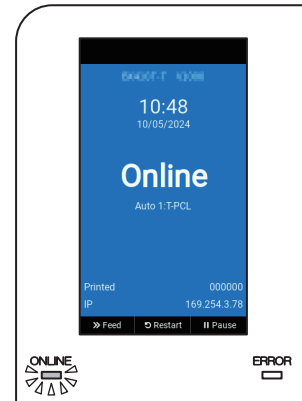 10:48
10/05/2024
Online
Auto 1:T-PCL
Printed 000000
IP 169.254.3.78
Feed Restart Pause
ONLINE ERROR